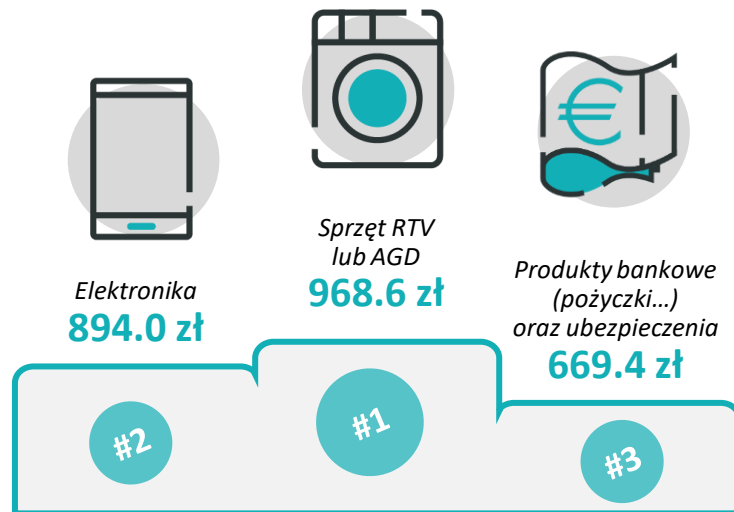 Elektronika
894.0 zł
#2
Sprzęt RTV
lub AGD
968.6 zł
#1
€
Produkty bankowe
(pożyczki...)
oraz ubezpieczenia
669.4 zł
#3